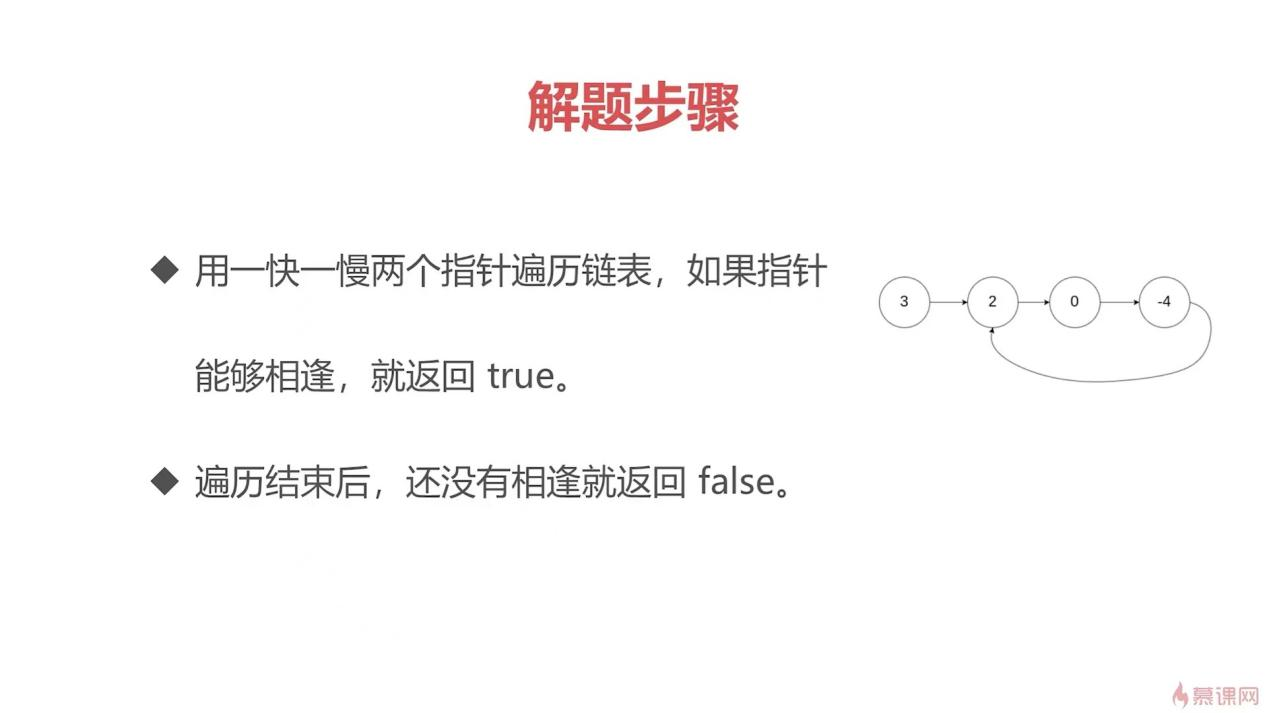 解题步骤
◆ 用一快一慢两个指针遍历链表，如果指针
能够相逢，就返回 true。
◆ 遍历结束后，还没有相逢就返回 false。
3 2 0 -4
慕课网